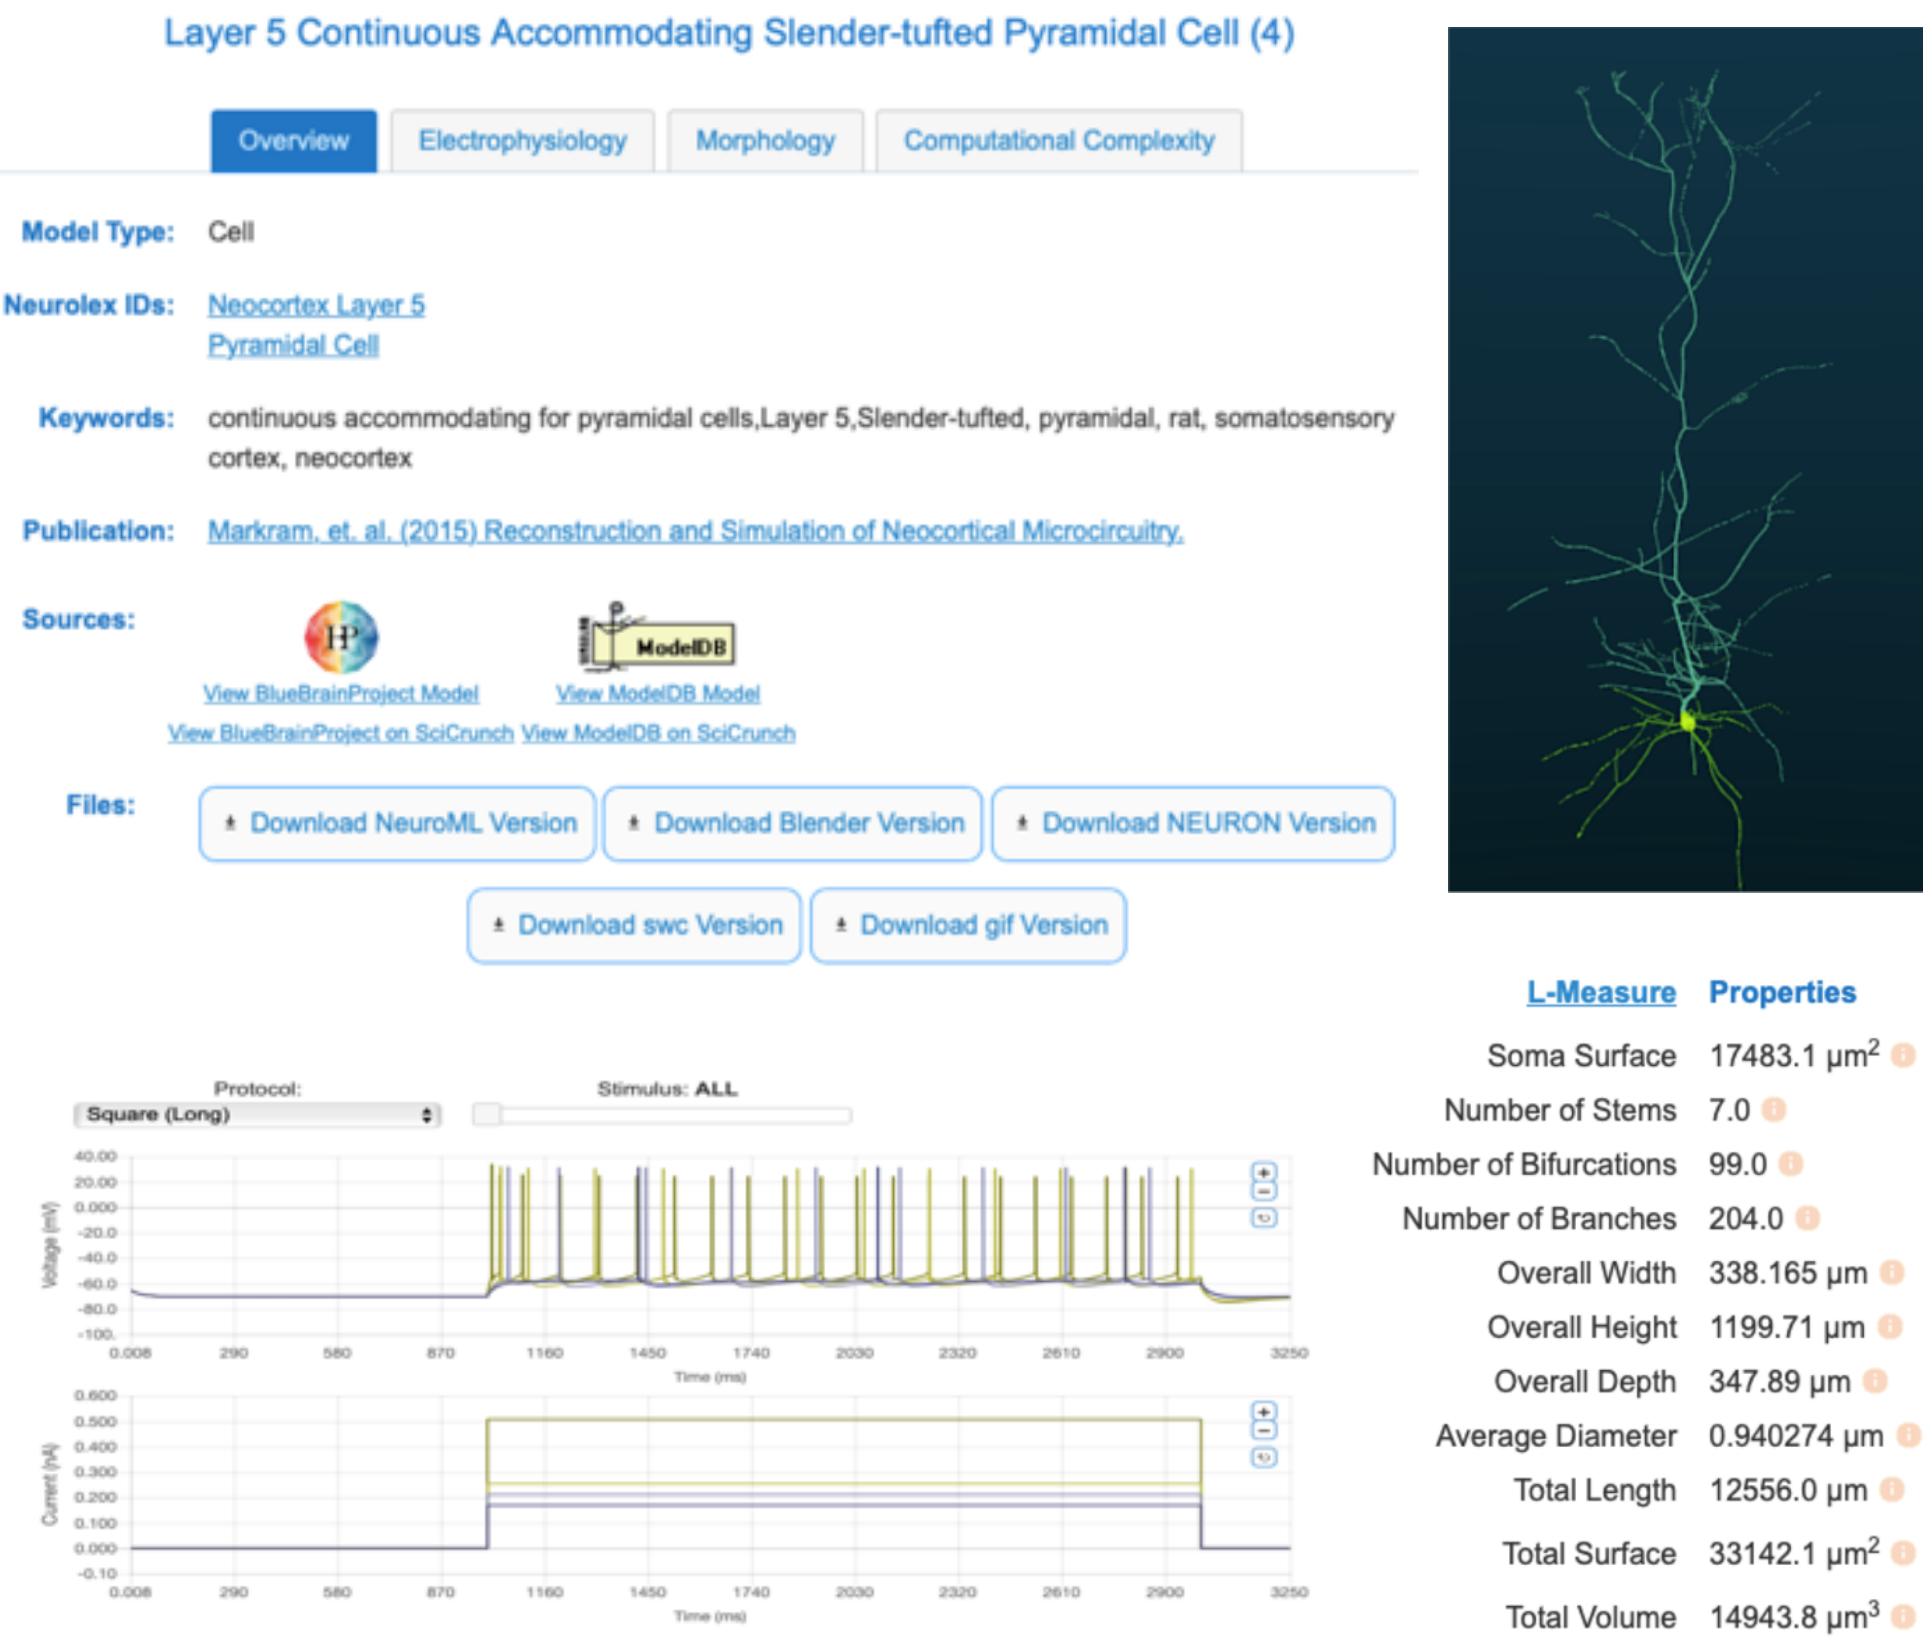 Layer 5 Continuous Accommodating Slender-tufted Pyramidal Cell (4)
Overview Electrophysiology Morphology Computational Complexity
Model Type: Cell
Neurolex IDs: Neocortex Layer 5
Pyramidal Cell
Keywords: continuous accommodating for pyramidal cells,Layer 5,Slender-tufted, pyramidal, rat, somatosensory
cortex, neocortex
Publication: Markram, et. al. (2015) Reconstruction and Simulation of Neocortical Microcircuitry.
Sources:
HP
ModelDB
View BlueBrainProject Model View ModelDB Model
View BlueBrainProject on SciCrunch View ModelDB on SciCrunch
Files:
Download NeuroML Version Download Blender Version Download NEURON Version
Download swc Version Download gif Version
Protocol: Stimulus: ALL
Square (Long)
Voltage (mV)
40.00
20.00
0.000
-20.0
-40.0
-60.0
-80.0
-100.
0.008 290 580 870 1160 1450 1740 2030 2320 2610 2900 3250
Time (ms)
Current (nA)
0.600
0.500
0.400
0.300
0.200
0.100
0.000
-0.10
0.008 290 580 870 1160 1450 1740 2030 2320 2610 2900 3250
Time (ms)
L-Measure Properties
Soma Surface 17483.1 µm²
Number of Stems 7.0
Number of Bifurcations 99.0
Number of Branches 204.0
Overall Width 338.165 µm
Overall Height 1199.71 µm
Overall Depth 347.89 µm
Average Diameter 0.940274 µm
Total Length 12556.0 µm
Total Surface 33142.1 µm²
Total Volume 14943.8 µm³